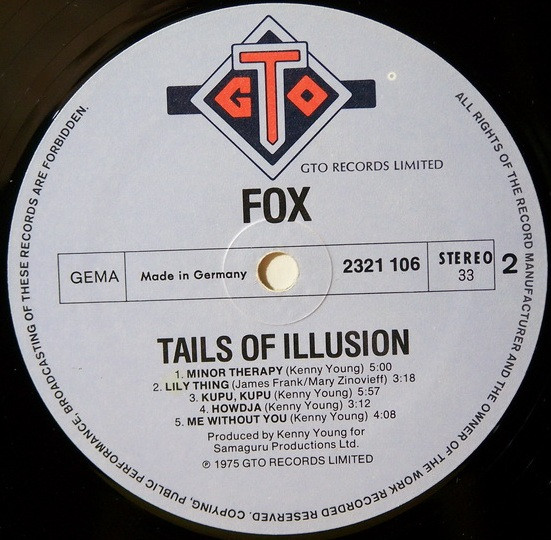 GTO
GTO RECORDS LIMITED
FOX
GEMA
Made in Germany
2321 106
STEREO
33
2
TAILS OF ILLUSION
1. MINOR THERAPY (Kenny Young) 5:00
2. LILY THING (James Frank/Mary Zinovieff) 3:18
3. KUPU, KUPU (Kenny Young) 5:57
4. HOWDJA (Kenny Young) 3:12
5. ME WITHOUT YOU (Kenny Young) 4:08
Produced by Kenny Young for
Samaguru Productions Ltd.
℗ 1975 GTO RECORDS LIMITED
ALL RIGHTS OF THE RECORD MANUFACTURER AND THE OWNER OF THE WORK RECORDED RESERVED. COPYING, PUBLIC PERFORMANCE, BROADCASTING OF THESE RECORDS ARE FORBIDDEN.